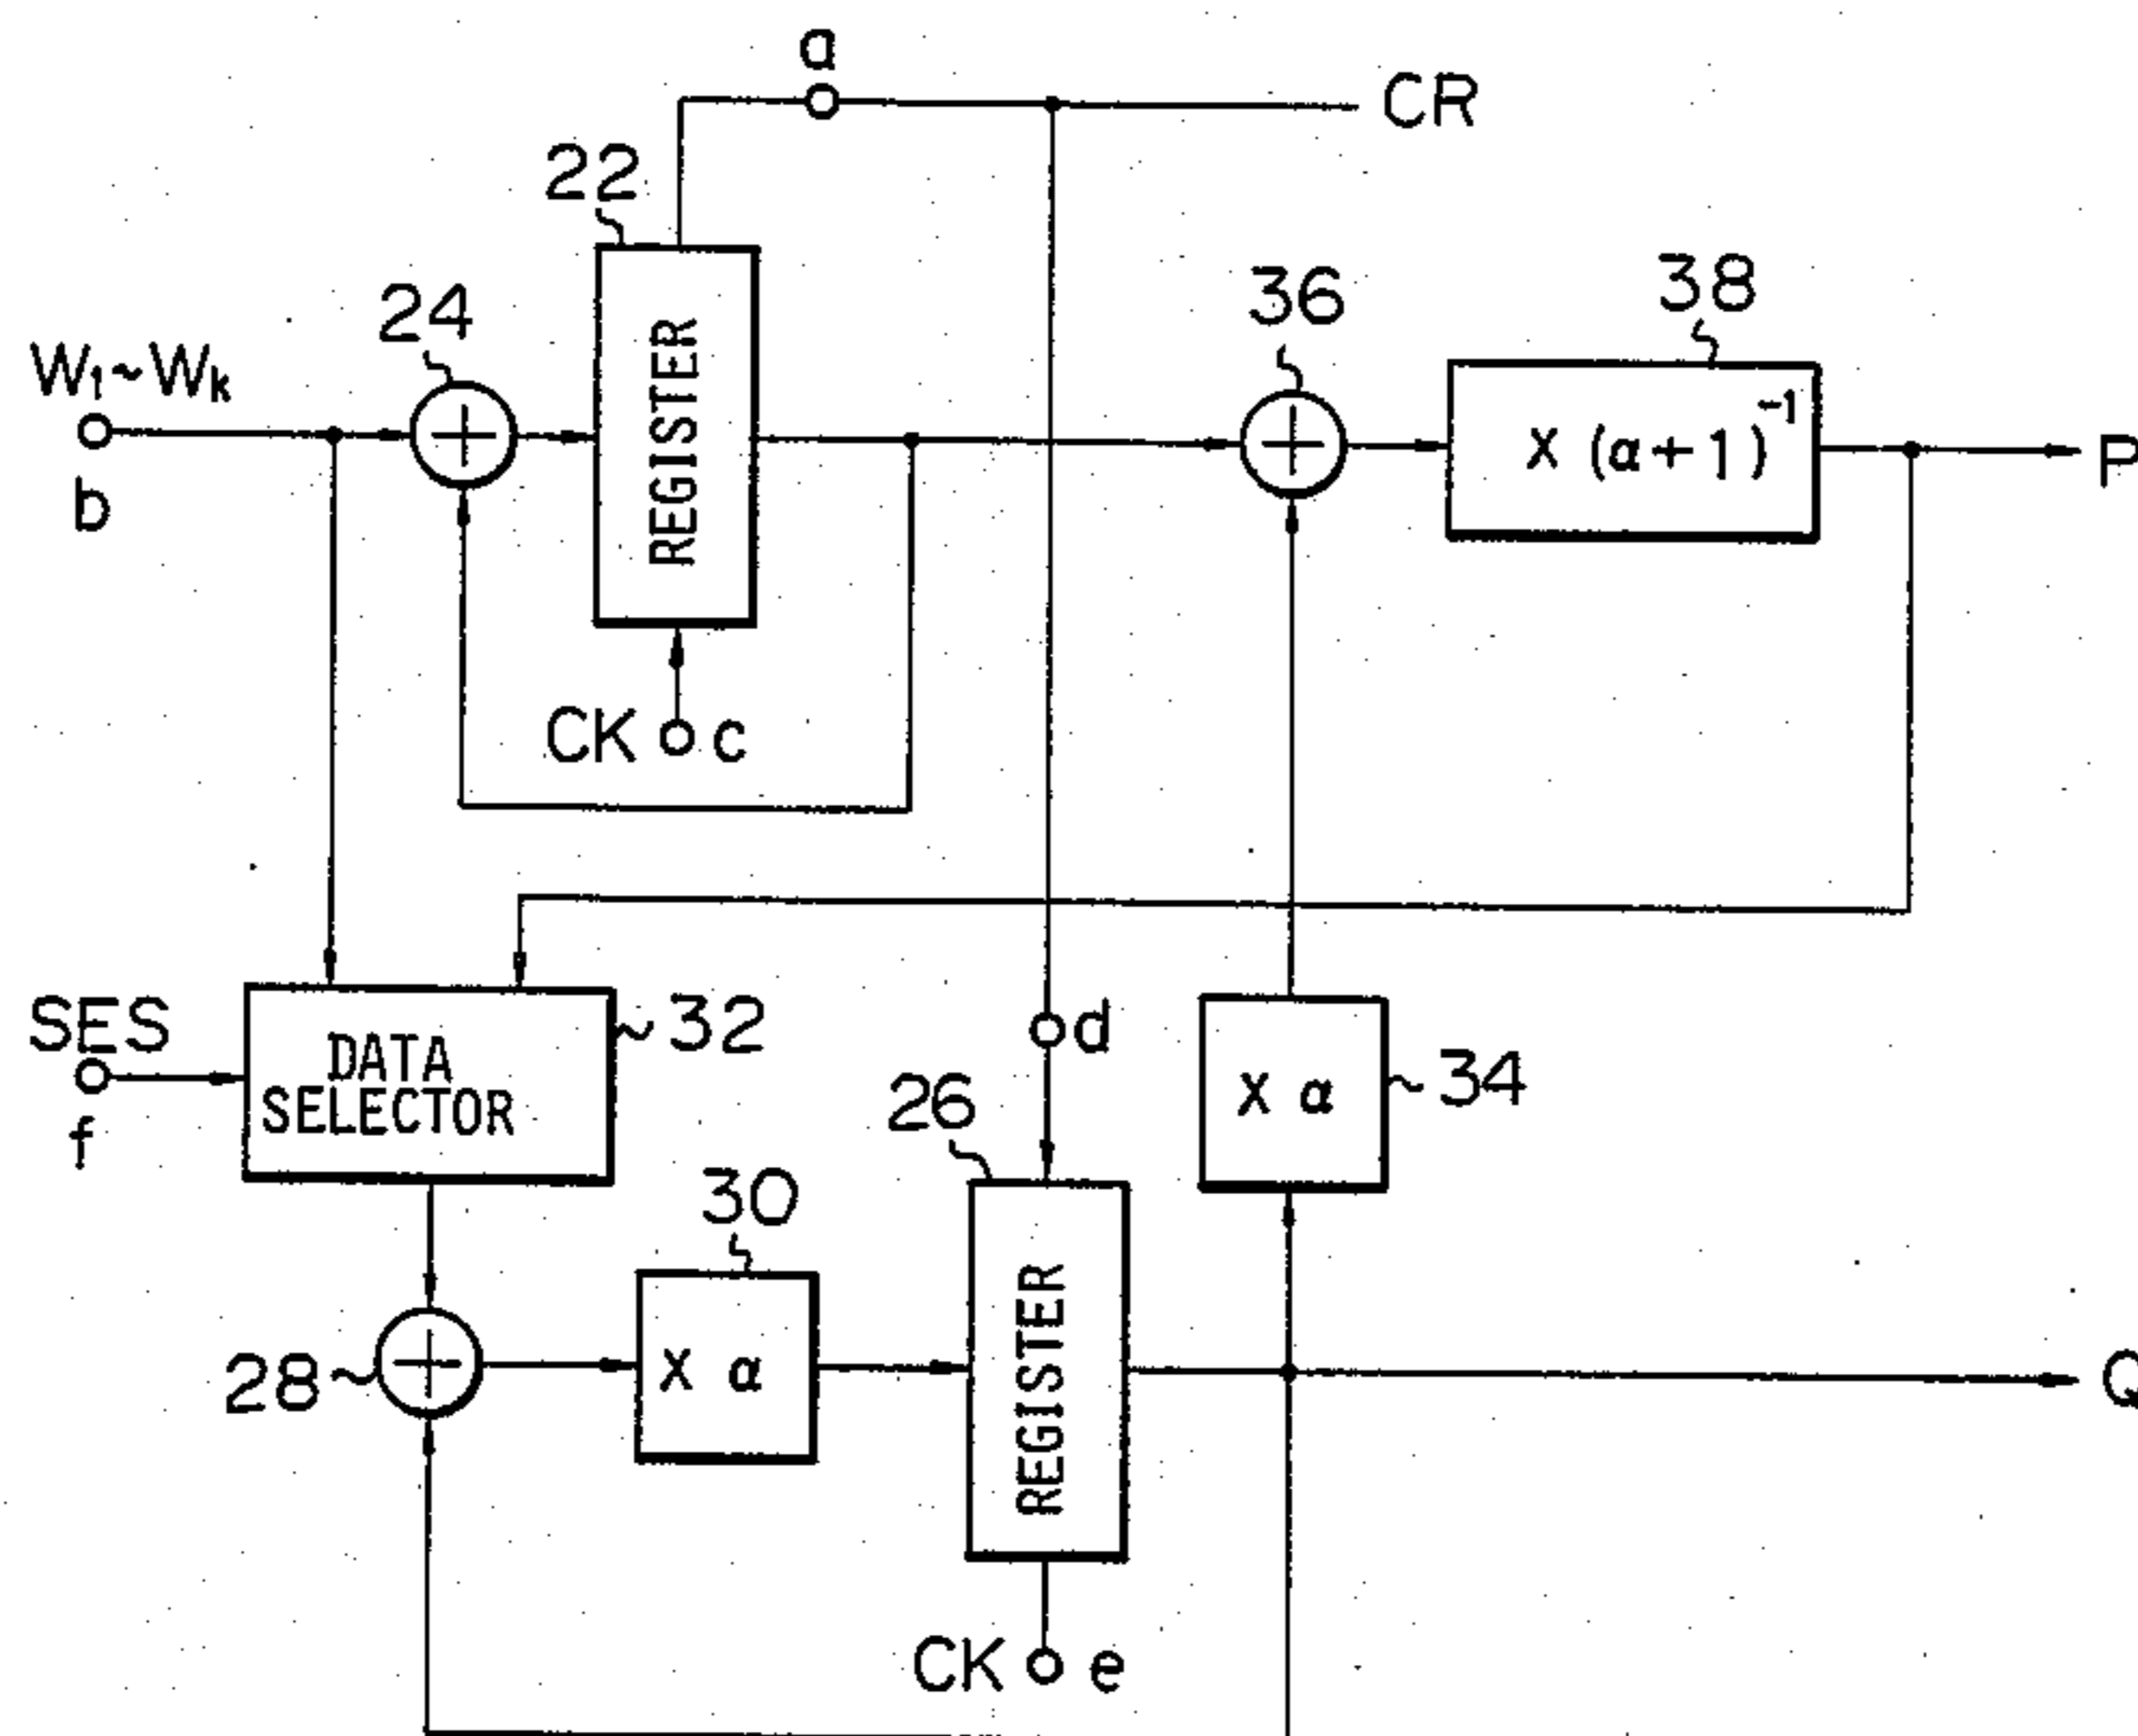 a
CR
22
38
36
24
W₁~Wₖ
b
REGISTER
x (α+1)⁻¹
P
CK c
SES
f
DATA
SELECTOR
32
d
26
x α
34
30
28
x α
REGISTER
Q
CK e